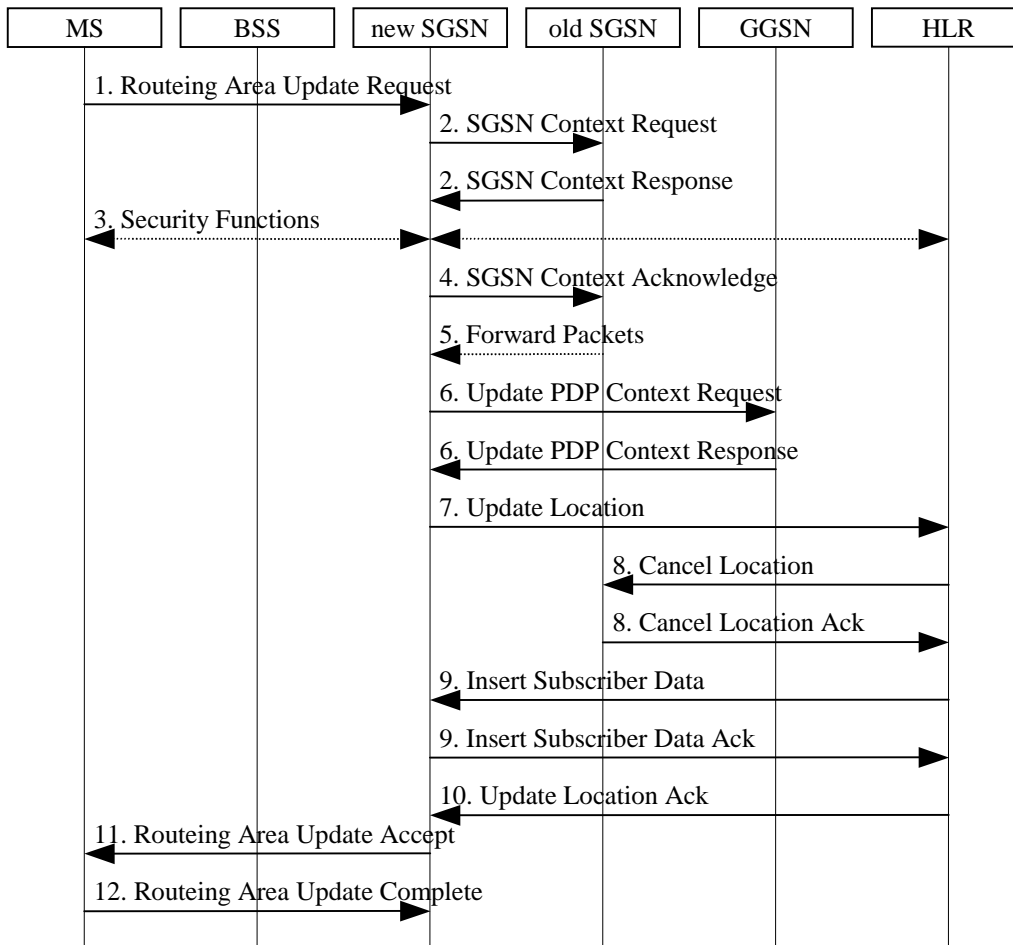 MS
BSS
new SGSN
old SGSN
GGSN
HLR
1. Routeing Area Update Request
2. SGSN Context Request
2. SGSN Context Response
3. Security Functions
4. SGSN Context Acknowledge
5. Forward Packets
6. Update PDP Context Request
6. Update PDP Context Response
7. Update Location
8. Cancel Location
8. Cancel Location Ack
9. Insert Subscriber Data
9. Insert Subscriber Data Ack
10. Update Location Ack
11. Routeing Area Update Accept
12. Routeing Area Update Complete